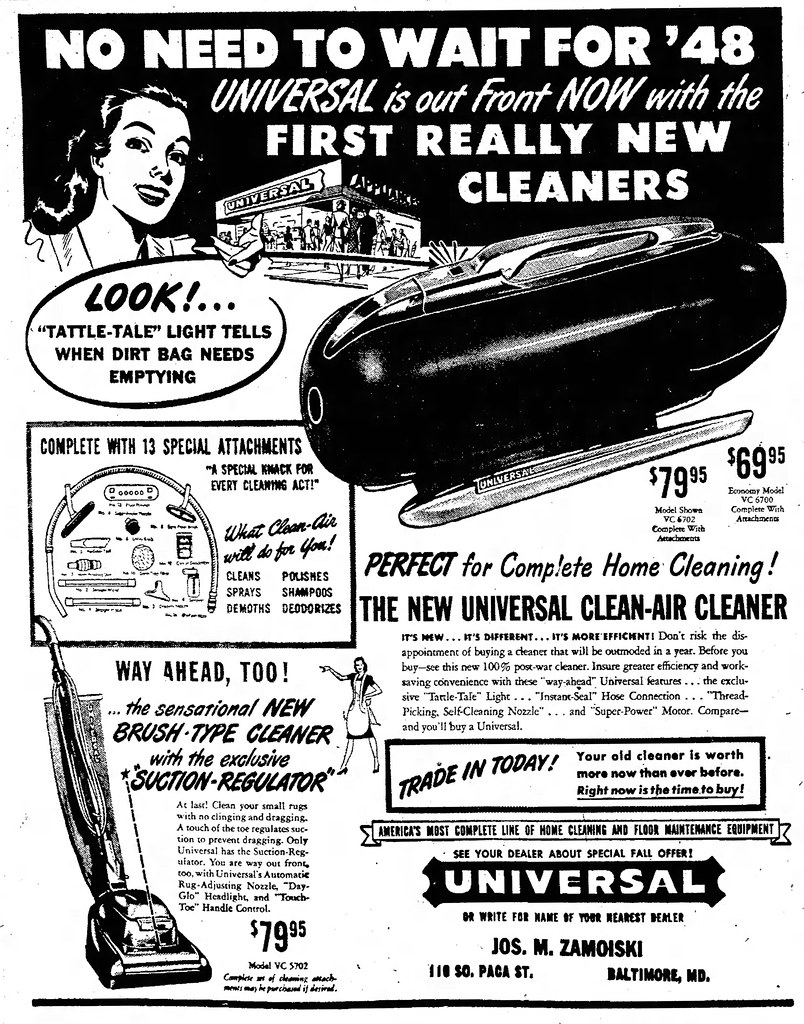 NO NEED TO WAIT FOR '48
UNIVERSAL is out Front NOW with the
FIRST REALLY NEW
CLEANERS
UNIVERSAL
APPLIANCES
LOOK!...
"TATTLE-TALE" LIGHT TELLS
WHEN DIRT BAG NEEDS
EMPTYING
UNIVERSAL
$79.95
Model Shown
VC 6702
Complete With
Attachments
$69.95
Economy Model
VC 6700
Complete With
Attachments
COMPLETE WITH 13 SPECIAL ATTACHMENTS
"A SPECIAL KNACK FOR
EVERY CLEANING ACT!"
What Clean-Air
will do for You!
CLEANS POLISHES
SPRAYS SHAMPOOS
DEMOTHS DEODORIZES
PERFECT for Complete Home Cleaning!
THE NEW UNIVERSAL CLEAN-AIR CLEANER
IT'S NEW... IT'S DIFFERENT... IT'S MORE EFFICIENT! Don't risk the dis-
appointment of buying a cleaner that will be outmoded in a year. Before you
buy—see this new 100% post-war cleaner. Insure greater efficiency and work-
saving convenience with these "way-ahead" Universal features . . . the exclu-
sive "Tattle-Tale" Light . . . "Instant-Seal" Hose Connection . . . "Thread-
Picking, Self-Cleaning Nozzle" . . . and "Super-Power" Motor. Compare—
and you'll buy a Universal.
WAY AHEAD, TOO!
... the sensational NEW
BRUSH-TYPE CLEANER
with the exclusive
"SUCTION-REGULATOR"
At last! Clean your small rugs
with no clinging and dragging.
A touch of the toe regulates suc-
tion to prevent dragging. Only
Universal has the Suction-Reg-
ulator. You are way out front,
too, with Universal's Automatic
Rug-Adjusting Nozzle, "Day-
Glo" Headlight, and "Touch-
Toe" Handle Control.
$79.95
Model VC 5702
Complete set of cleaning attach-
ments may be purchased if desired.
TRADE IN TODAY!
Your old cleaner is worth
more now than ever before.
Right now is the time to buy!
AMERICA'S MOST COMPLETE LINE OF HOME CLEANING AND FLOOR MAINTENANCE EQUIPMENT
SEE YOUR DEALER ABOUT SPECIAL FALL OFFER!
UNIVERSAL
OR WRITE FOR NAME OF YOUR NEAREST DEALER
JOS. M. ZAMOISKI
110 SO. PACA ST. BALTIMORE, MD.